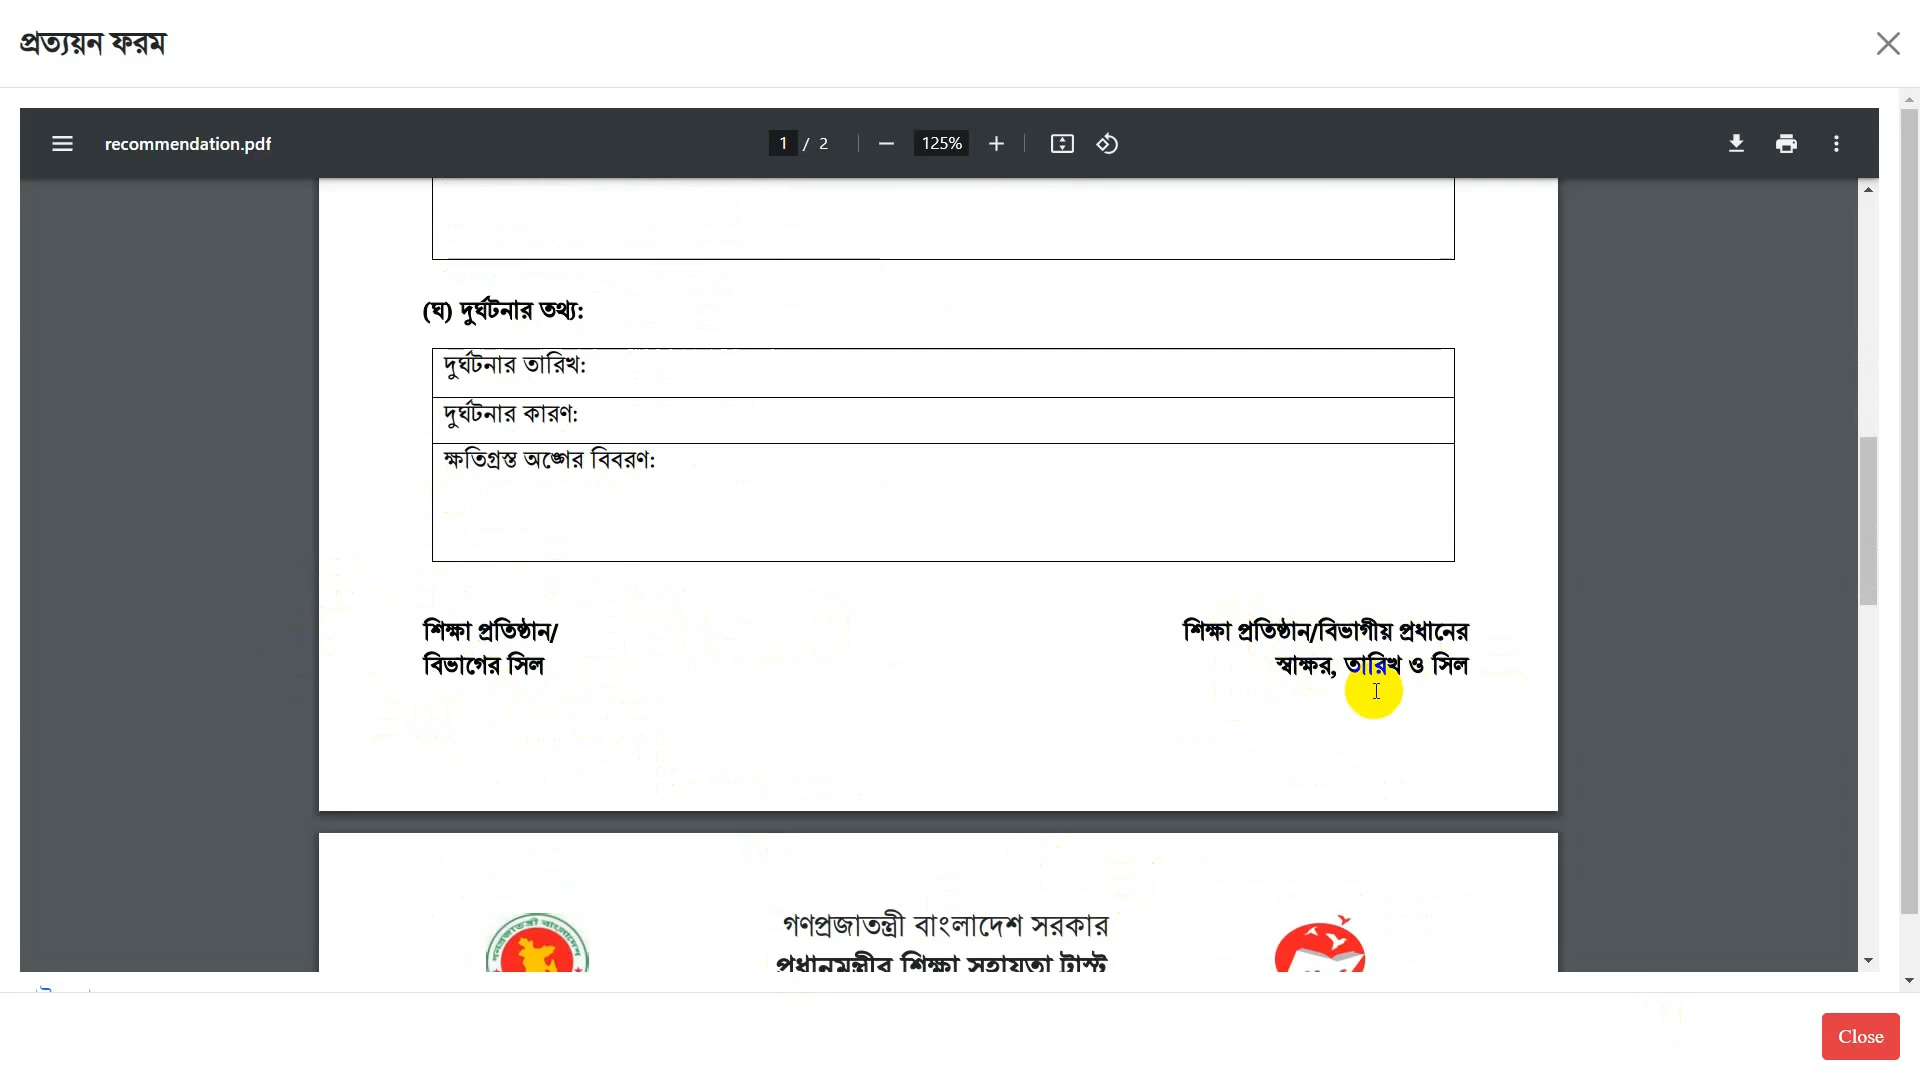 প্রত্যয়ন ফরম
recommendation.pdf
1 / 2
125%
(ঘ) দুর্ঘটনার তথ্য:
দুর্ঘটনার তারিখ:
দুর্ঘটনার কারণ:
ক্ষতিগ্রস্ত অঙ্গের বিবরণ:
শিক্ষা প্রতিষ্ঠান/
বিভাগের সিল
শিক্ষা প্রতিষ্ঠান/বিভাগীয় প্রধানের
স্বাক্ষর, তারিখ ও সিল
গণপ্রজাতন্ত্রী বাংলাদেশ সরকার
প্রধানমন্ত্রীর শিক্ষা সহায়তা ট্রাস্ট
Close